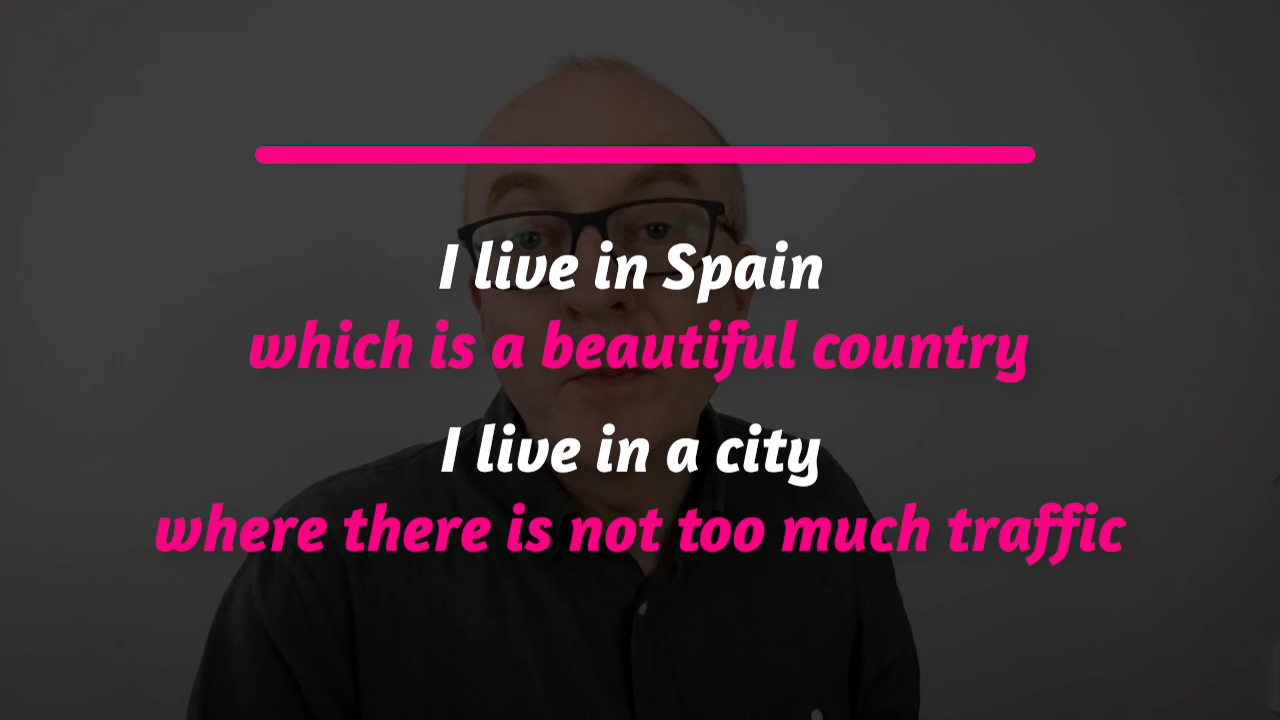 I live in Spain
which is a beautiful country
I live in a city
where there is not too much traffic